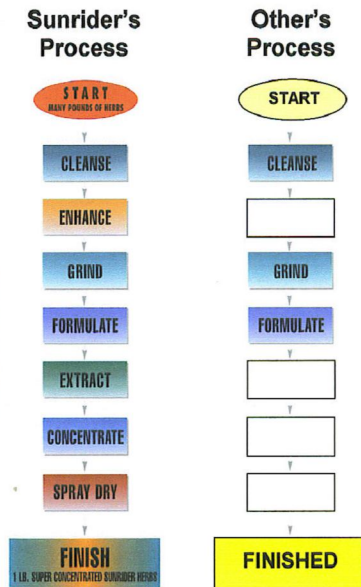 Sunrider's
Process
START
MANY POUNDS OF HERBS
CLEANSE
ENHANCE
GRIND
FORMULATE
EXTRACT
CONCENTRATE
SPRAY DRY
FINISH
1 LB. SUPER CONCENTRATED SUNRIDER HERBS
Other's
Process
START
CLEANSE
GRIND
FORMULATE
FINISHED